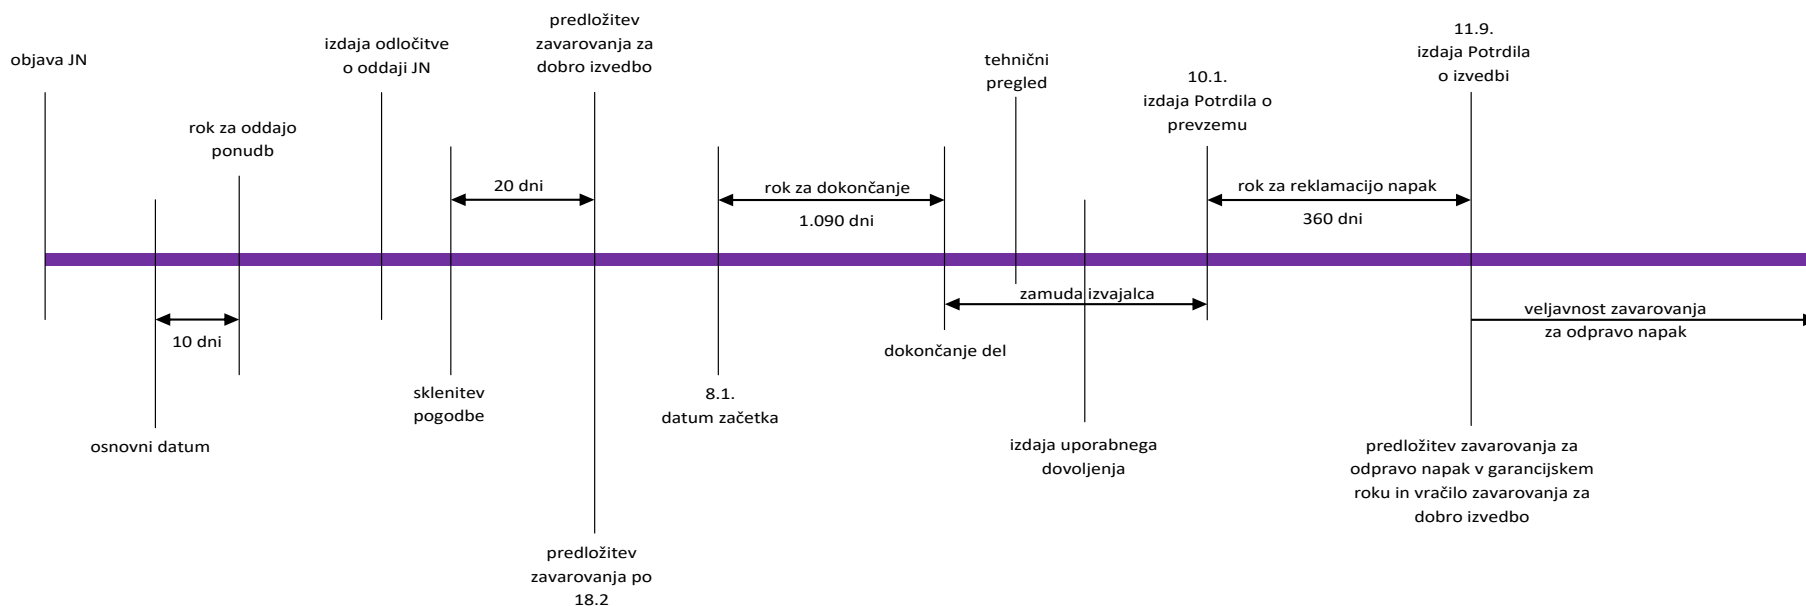 objava JN
osnovni datum
10 dni
rok za oddajo
ponudb
izdaja odločitve
o oddaji JN
sklenitev
pogodbe
20 dni
predložitev
zavarovanja za
dobro izvedbo
predložitev
zavarovanja po
18.2
8.1.
datum začetka
rok za dokončanje
1.090 dni
dokončanje del
tehnični
pregled
zamuda izvajalca
izdaja uporabnega
dovoljenja
10.1.
izdaja Potrdila o
prevzemu
rok za reklamacijo napak
360 dni
11.9.
izdaja Potrdila
o izvedbi
predložitev zavarovanja za
odpravo napak v garancijskem
roku in vračilo zavarovanja za
dobro izvedbo
veljavnost zavarovanja
za odpravo napak